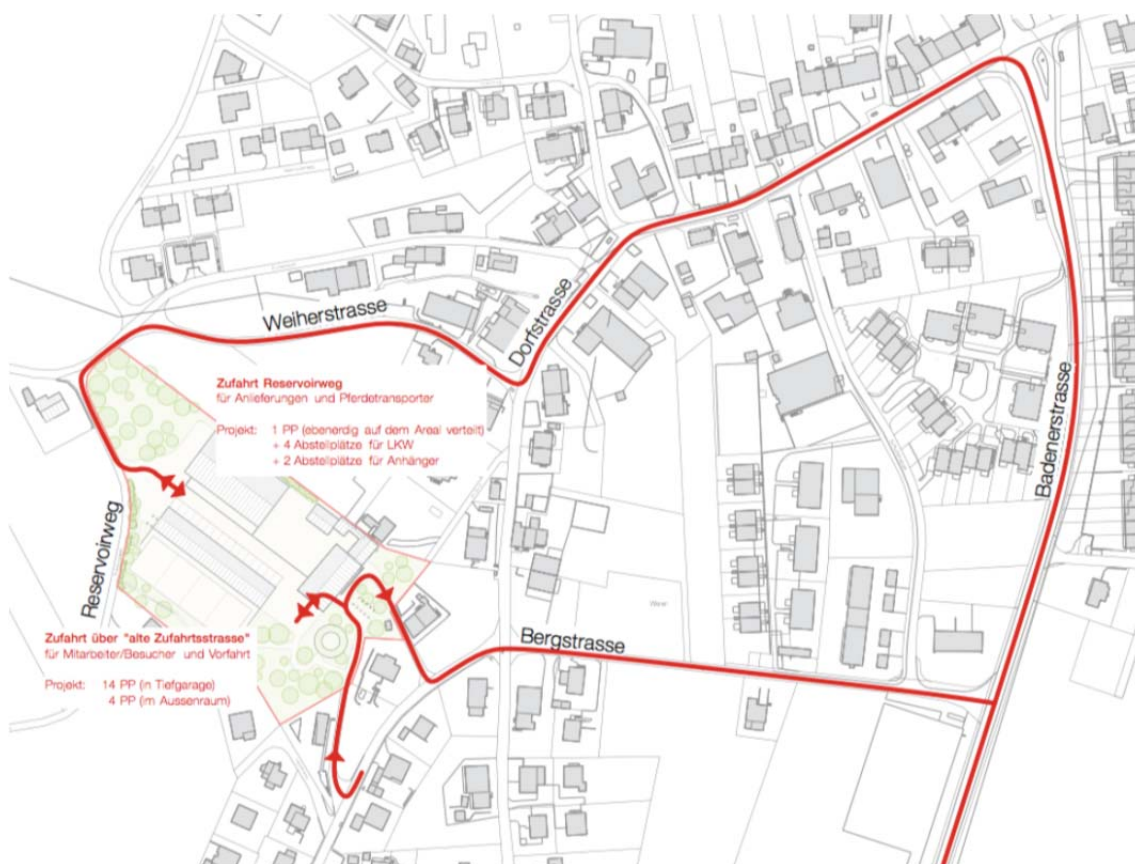 Weiherstrasse
Dorfstrasse
Badenerstrasse
Zufahrt Reservoirweg
für Anlieferungen und Pferdetransporter
Projekt: 1 PP (ebenerdig auf dem Areal verteilt)
+ 4 Abstellplätze für LKW
+ 2 Abstellplätze für Anhänger
Reservoirweg
Bergstrasse
Zufahrt über "alte Zufahrtsstrasse"
für Mitarbeiter/Besucher und Vorfahrt
Projekt: 14 PP (in Tiefgarage)
4 PP (im Aussenraum)